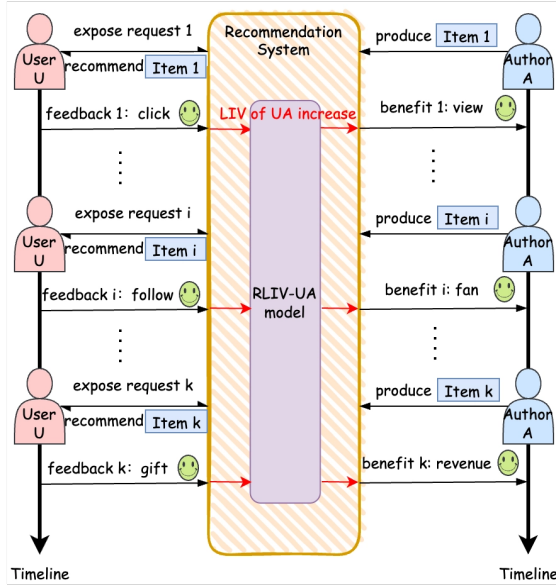 expose request 1
User
U
recommend Item 1
Recommendation
System
produce Item 1
Author
A
feedback 1: click
LIV of UA increase
benefit 1: view
expose request i
User
U
recommend Item i
produce Item i
Author
A
feedback i: follow
RLIV-UA
model
benefit i: fan
expose request k
User
U
recommend Item k
produce Item k
Author
A
feedback k: gift
benefit k: revenue
Timeline
Timeline